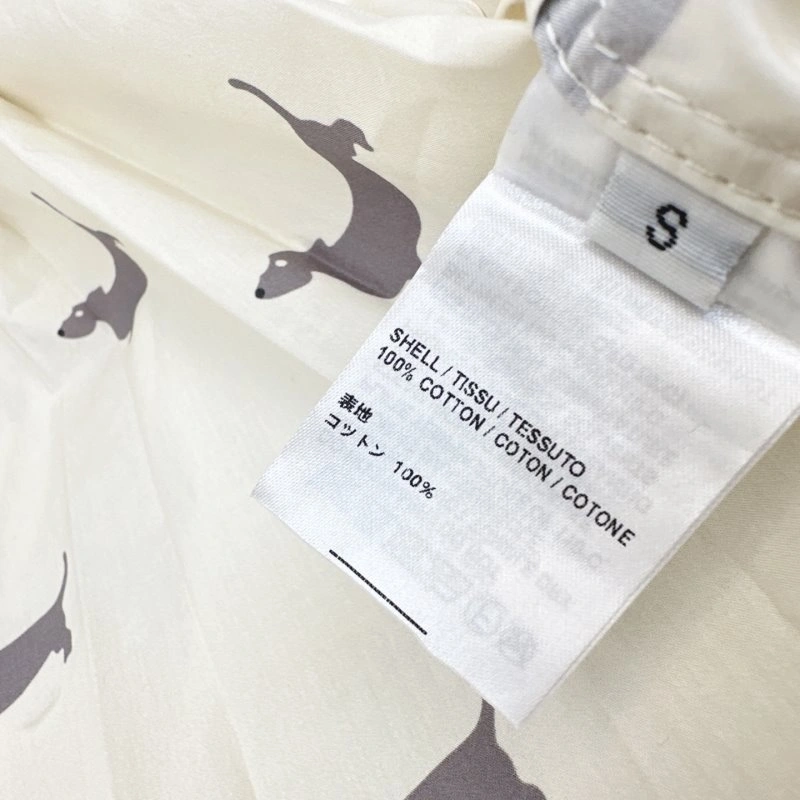 S
SHELL / TISSU / TESSUTO
100% COTTON / COTON / COTONE
表地
コットン 100%